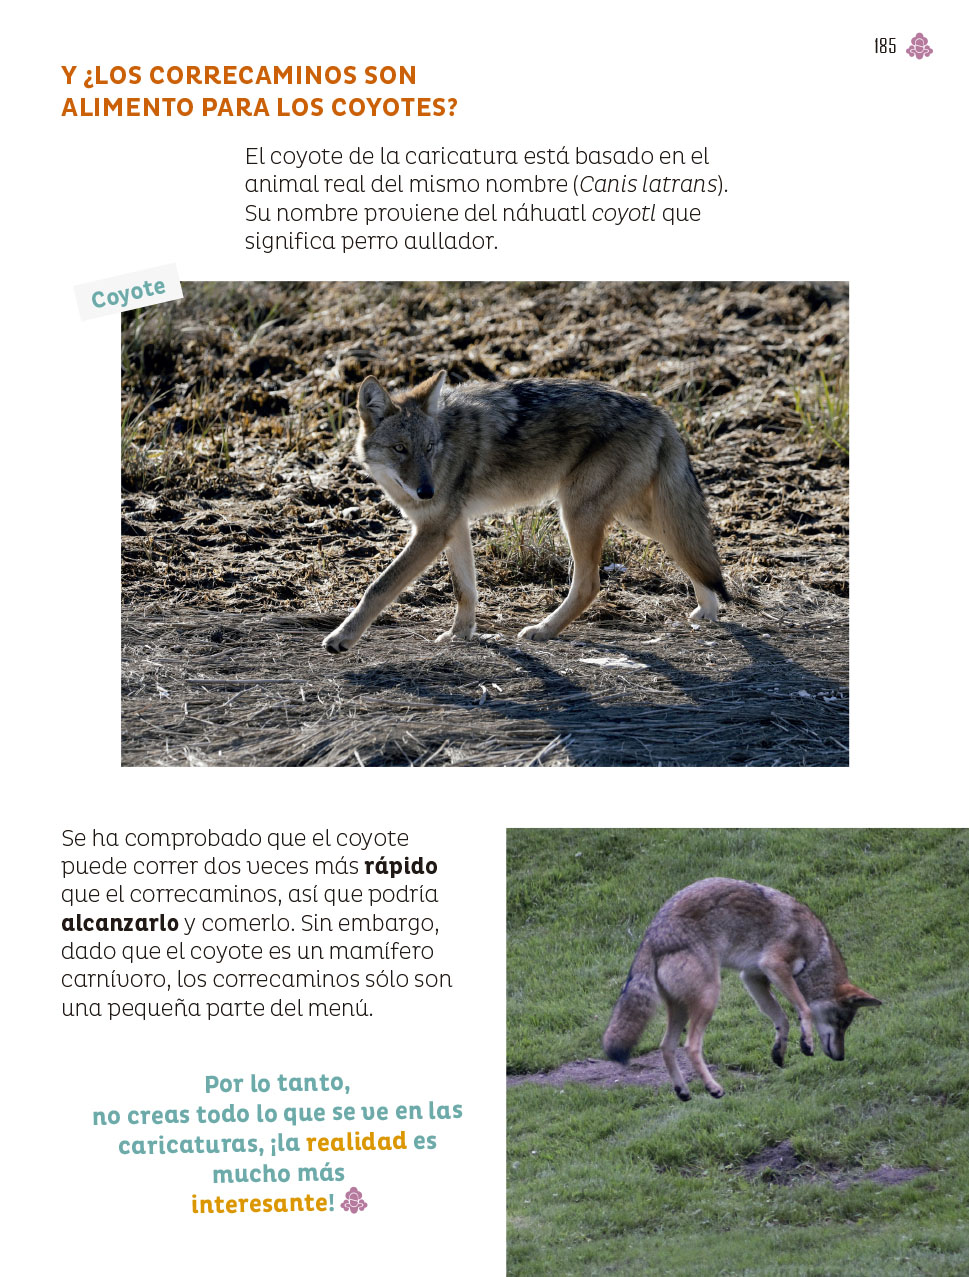 185
Y ¿LOS CORRECAMINOS SON
ALIMENTO PARA LOS COYOTES?
El coyote de la caricatura está basado en el
animal real del mismo nombre (Canis latrans).
Su nombre proviene del náhuatl coyotl que
significa perro aullador.
Coyote
Se ha comprobado que el coyote
puede correr dos veces más rápido
que el correcaminos, así que podría
alcanzarlo y comerlo. Sin embargo,
dado que el coyote es un mamífero
carnívoro, los correcaminos sólo son
una pequeña parte del menú.
Por lo tanto,
no creas todo lo que se ve en las
caricaturas, ¡la realidad es
mucho más
interesante!